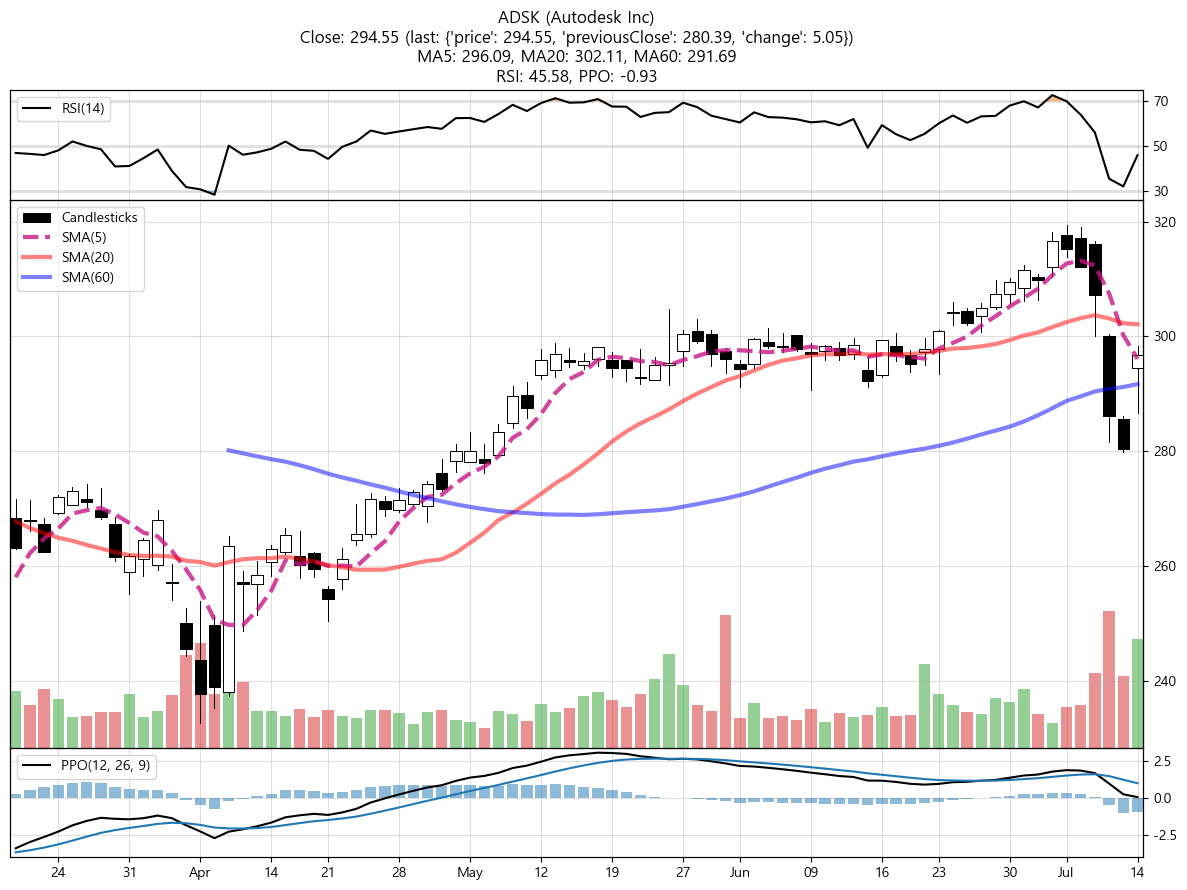 ADSK (Autodesk Inc)
Close: 294.55 (last: {'price': 294.55, 'previousClose': 280.39, 'change': 5.05})
MA5: 296.09, MA20: 302.11, MA60: 291.69
RSI: 45.58, PPO: -0.93
RSI(14)
70
50
30
Candlesticks
SMA(5)
SMA(20)
SMA(60)
320
300
280
260
240
PPO(12, 26, 9)
2.5
0.0
-2.5
24 31 Apr 14 21 28 May 12 19 27 Jun 09 16 23 30 Jul 14